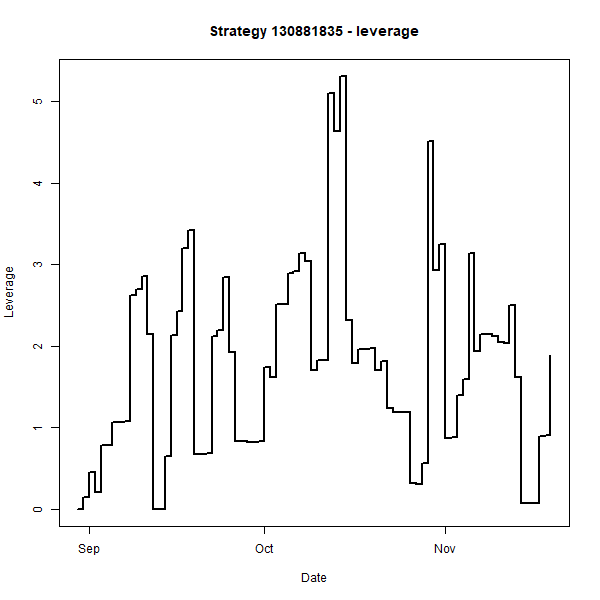 Strategy 130881835 - leverage
5
4
3
2
1
0
Leverage
Sep
Oct
Nov
Date